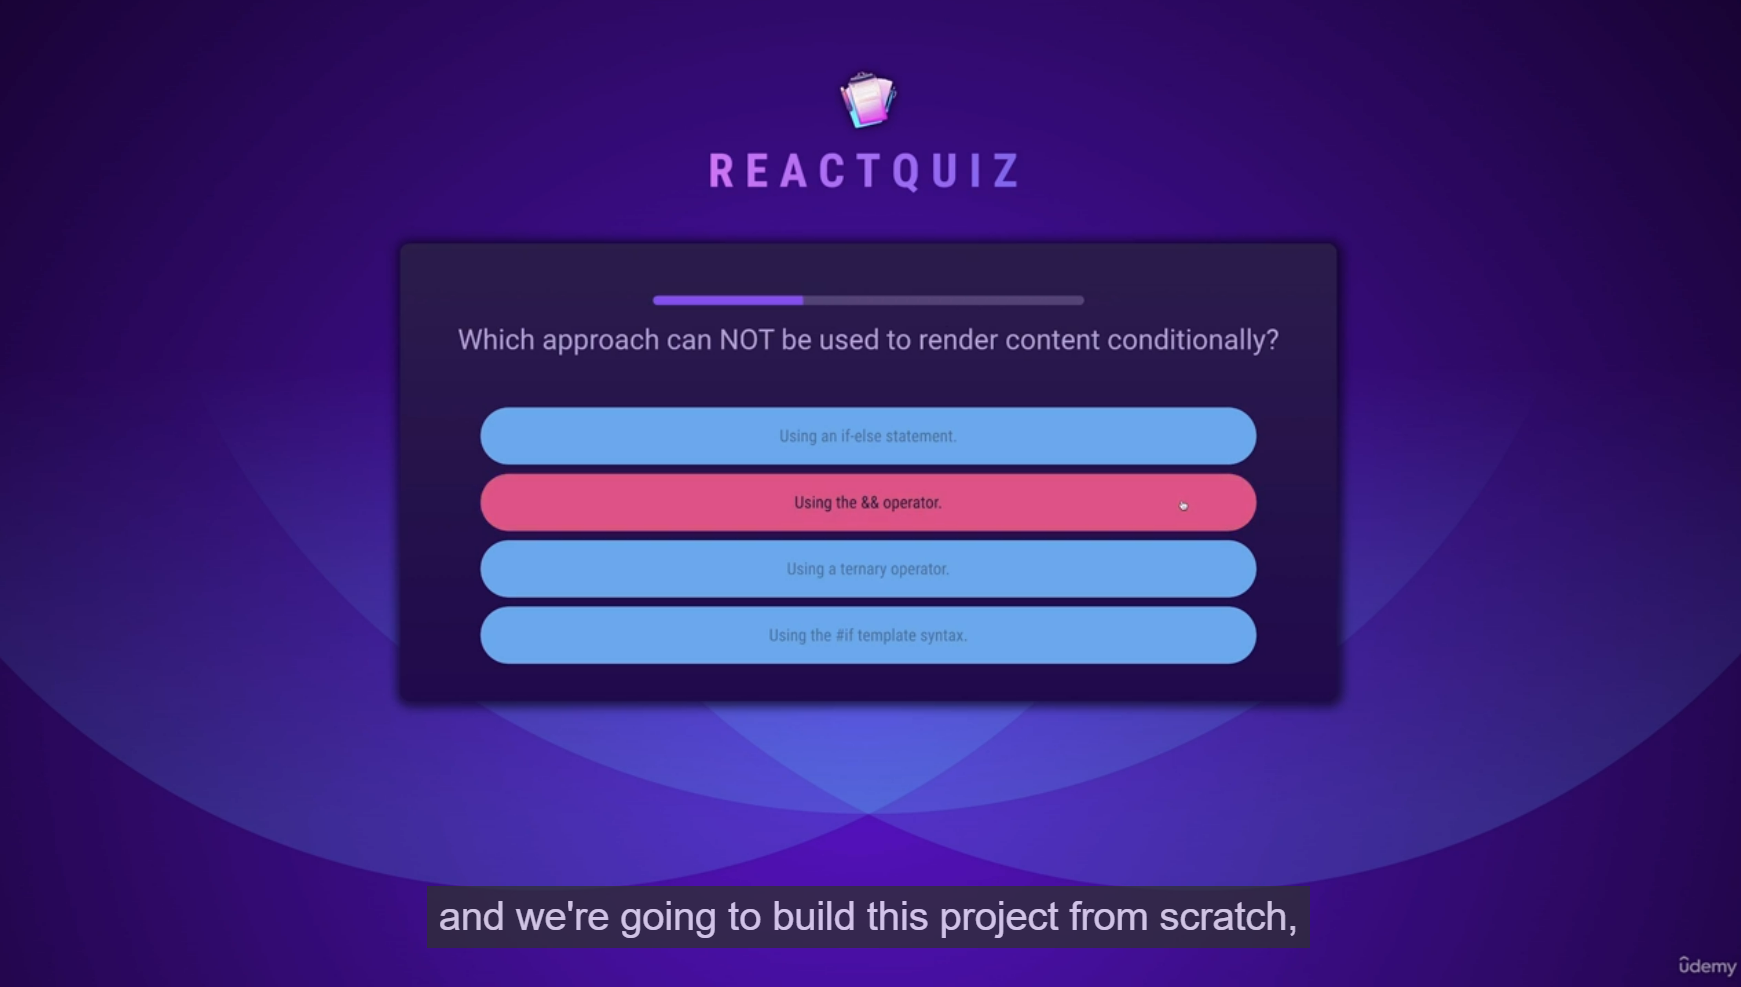 REACTQUIZ
Which approach can NOT be used to render content conditionally?
Using an if-else statement.
Using the && operator.
Using a ternary operator.
Using the #if template syntax.
and we're going to build this project from scratch,
ûdemy